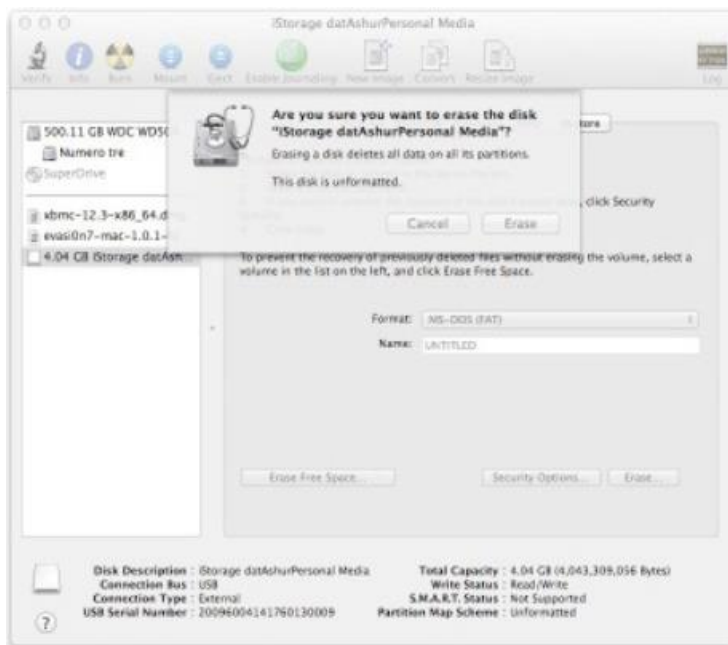 iStorage datAshurPersonal Media
Verify Info Burn Mount Eject Enable Journaling New Image Convert Resize Image Log
Are you sure you want to erase the disk
"iStorage datAshurPersonal Media"?
Erasing a disk deletes all data on all its partitions.
This disk is unformatted.
Cancel Erase
500.11 GB WDC WD50
Numero tre
SuperDrive
xbmc-12.3-x86_64.d
evasi0n7-mac-1.0.1-
4.04 GB iStorage datAsh...
click Security
To prevent the recovery of previously deleted files without erasing the volume, select a
volume in the list on the left, and click Erase Free Space.
Format: MS-DOS (FAT)
Name: UNTITLED
Erase Free Space... Security Options... Erase...
Disk Description : iStorage datAshurPersonal Media
Connection Bus : USB
Connection Type : External
USB Serial Number : 20096004141760130009
Total Capacity : 4.04 GB (4,043,309,056 Bytes)
Write Status : Read/Write
S.M.A.R.T. Status : Not Supported
Partition Map Scheme : Unformatted
?